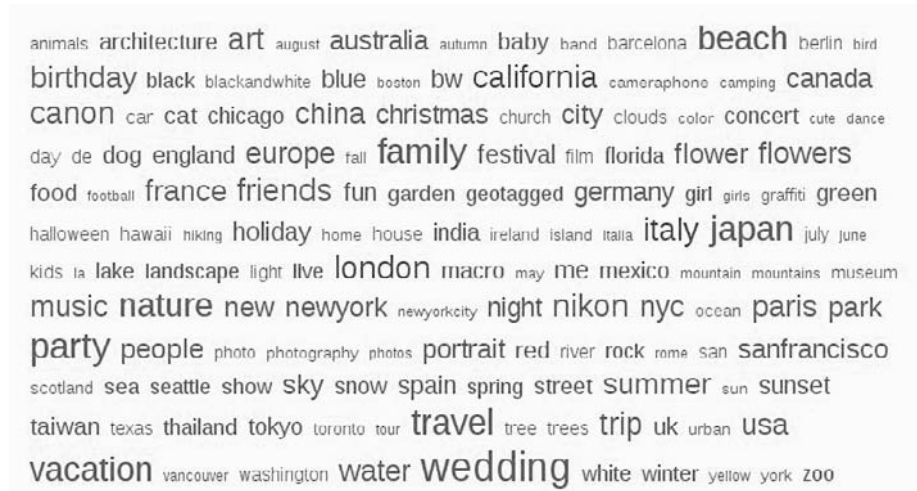 animals architecture art august australia autumn baby band barcelona beach berlin bird
birthday black blackandwhite blue boston bw california cameraphone camping canada
canon car cat chicago china christmas church city clouds color concert cute dance
day de dog england europe fall family festival film florida flower flowers
food football france friends fun garden geotagged germany girl girls graffiti green
halloween hawaii hiking holiday home house india ireland island italia italy japan july june
kids la lake landscape light live london macro may me mexico mountain mountains museum
music nature new newyork newyorkcity night nikon nyc ocean paris park
party people photo photography photos portrait red river rock rome san sanfrancisco
scotland sea seattle show sky snow spain spring street summer sun sunset
taiwan texas thailand tokyo toronto tour travel tree trees trip uk urban usa
vacation vancouver washington water wedding white winter yellow york zoo